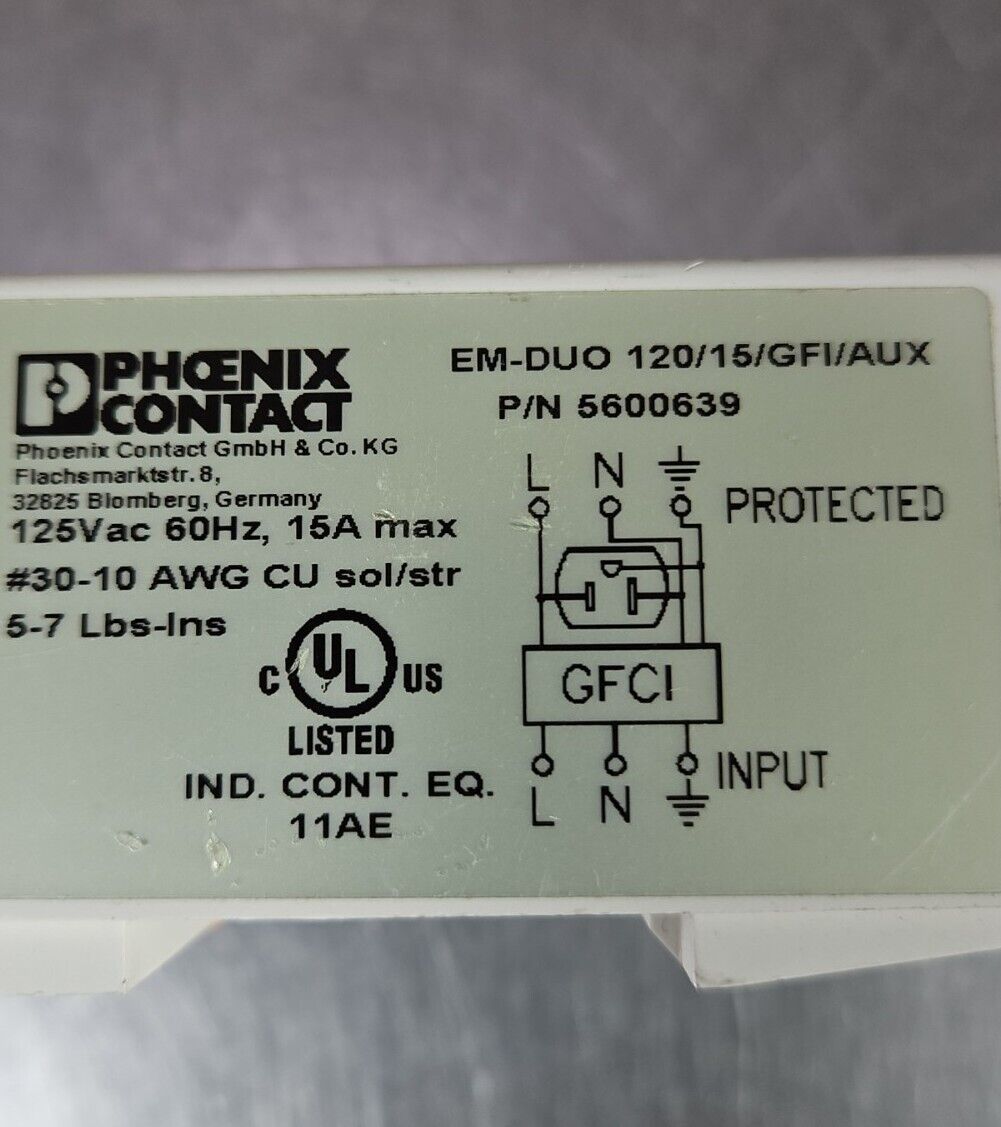 PHŒNIX
CONTACT
Phoenix Contact GmbH & Co. KG
Flachsmarktstr. 8,
32825 Blomberg, Germany
125Vac 60Hz, 15A max
#30-10 AWG CU sol/str
5-7 Lbs-Ins
C UL US
LISTED
IND. CONT. EQ.
11AE
EM-DUO 120/15/GFI/AUX
P/N 5600639
L N
PROTECTED
GFCI
INPUT
L N